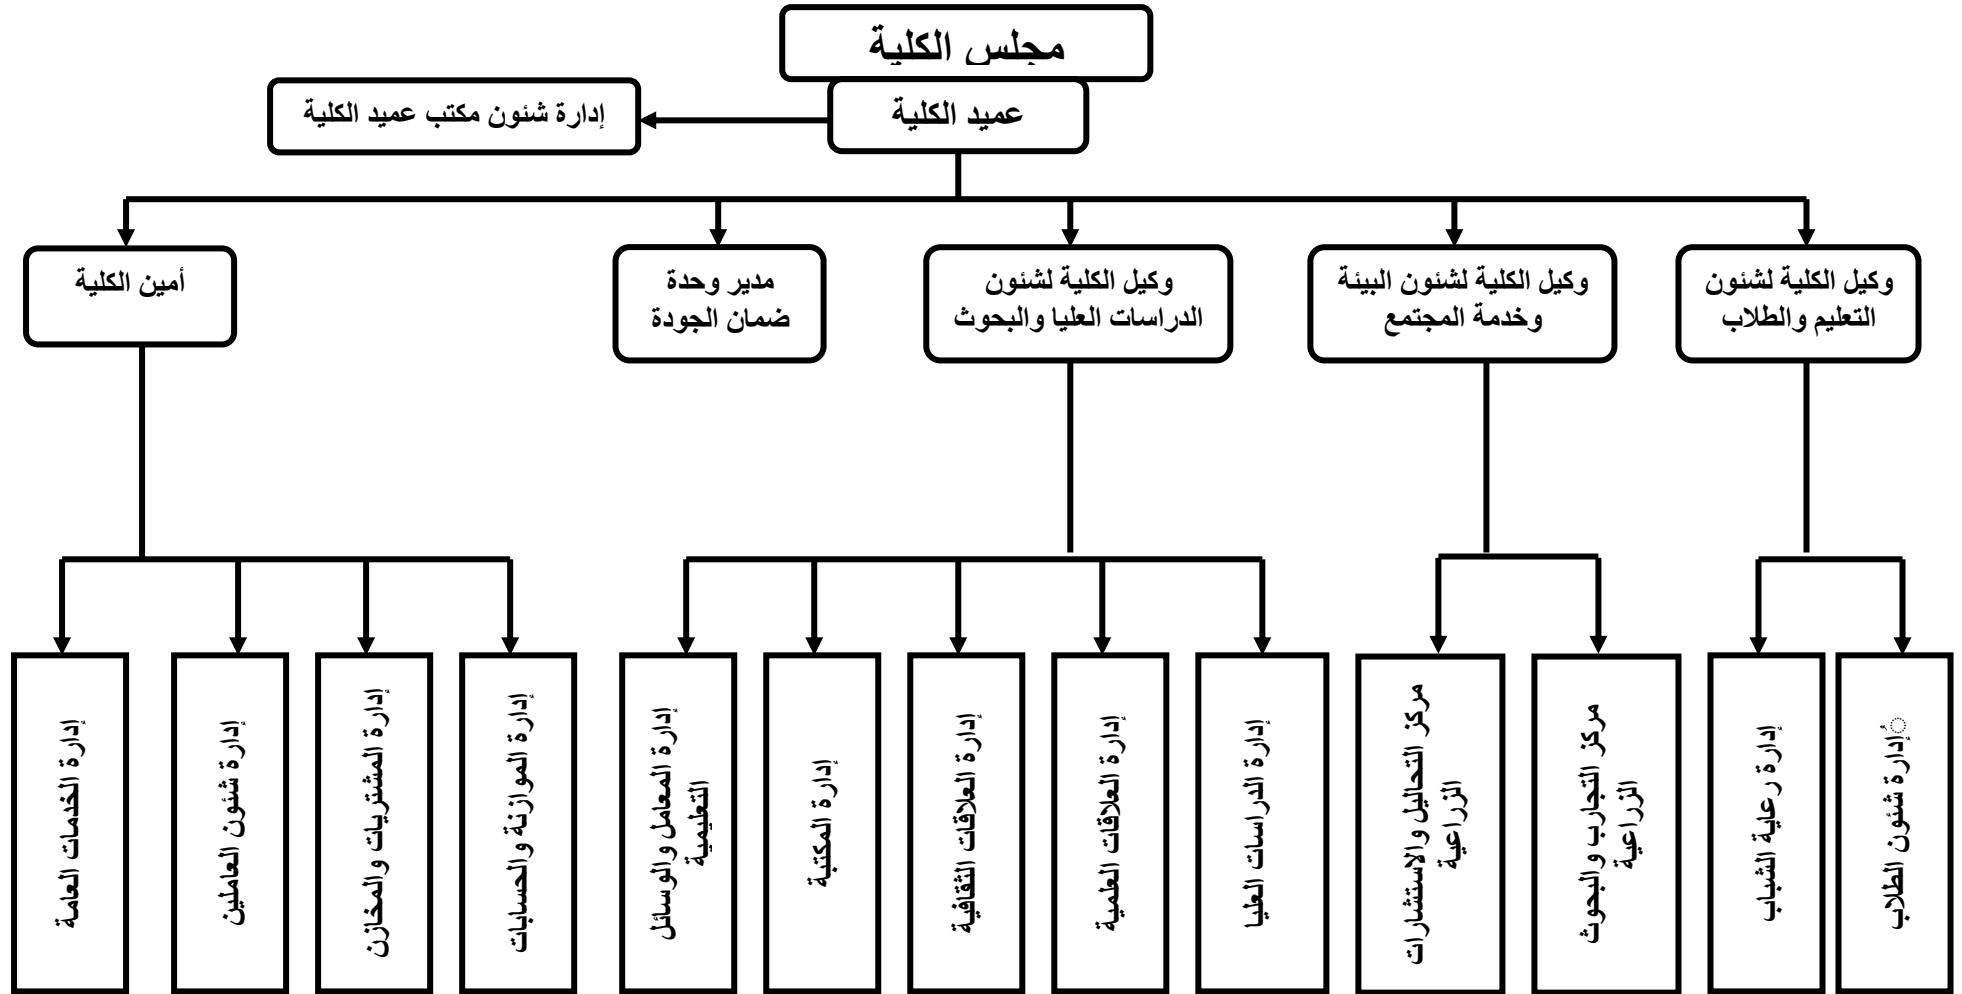 مجلس الكلية
عميد الكلية
إدارة شئون مكتب عميد الكلية
وكيل الكلية لشئون
التعليم والطلاب
وكيل الكلية لشئون البيئة
وخدمة المجتمع
وكيل الكلية لشئون
الدراسات العليا والبحوث
مدير وحدة
ضمان الجودة
أمين الكلية
إدارة شئون الطلاب
إدارة رعاية الشباب
مركز التجارب والبحوث
الزراعية
مركز التحاليل والاستشارات
الزراعية
إدارة الدراسات العليا
إدارة العلاقات العلمية
إدارة العلاقات الثقافية
إدارة المكتبة
إدارة المعامل والوسائل
التعليمية
إدارة الموازنة والحسابات
إدارة المشتريات والمخازن
إدارة شئون العاملين
إدارة الخدمات العامة